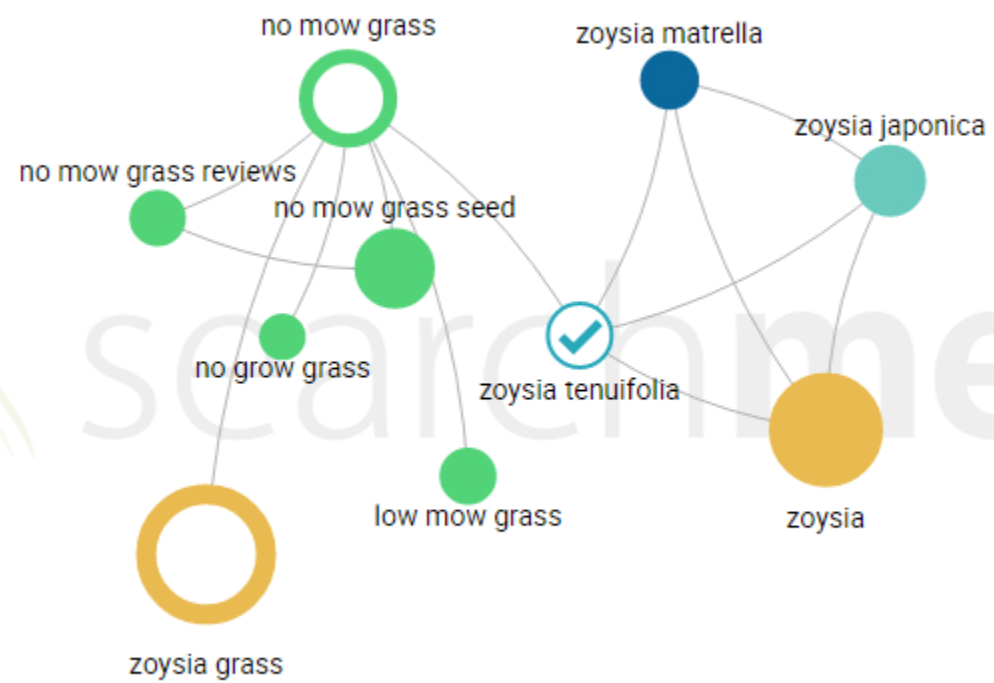 no mow grass
zoysia matrella
zoysia japonica
no mow grass reviews
no mow grass seed
no grow grass
zoysia tenuifolia
low mow grass
zoysia
zoysia grass
searchme